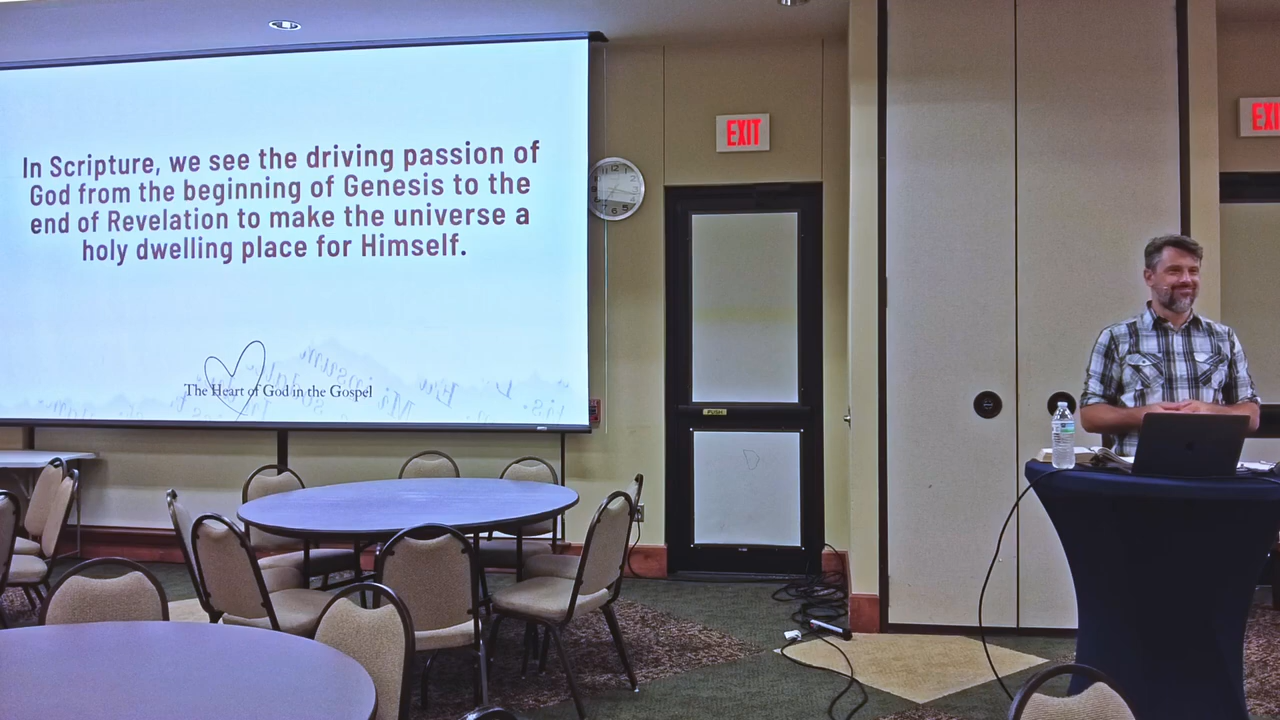 In Scripture, we see the driving passion of
God from the beginning of Genesis to the
end of Revelation to make the universe a
holy dwelling place for Himself.
The Heart of God in the Gospel
EXIT
PUSH